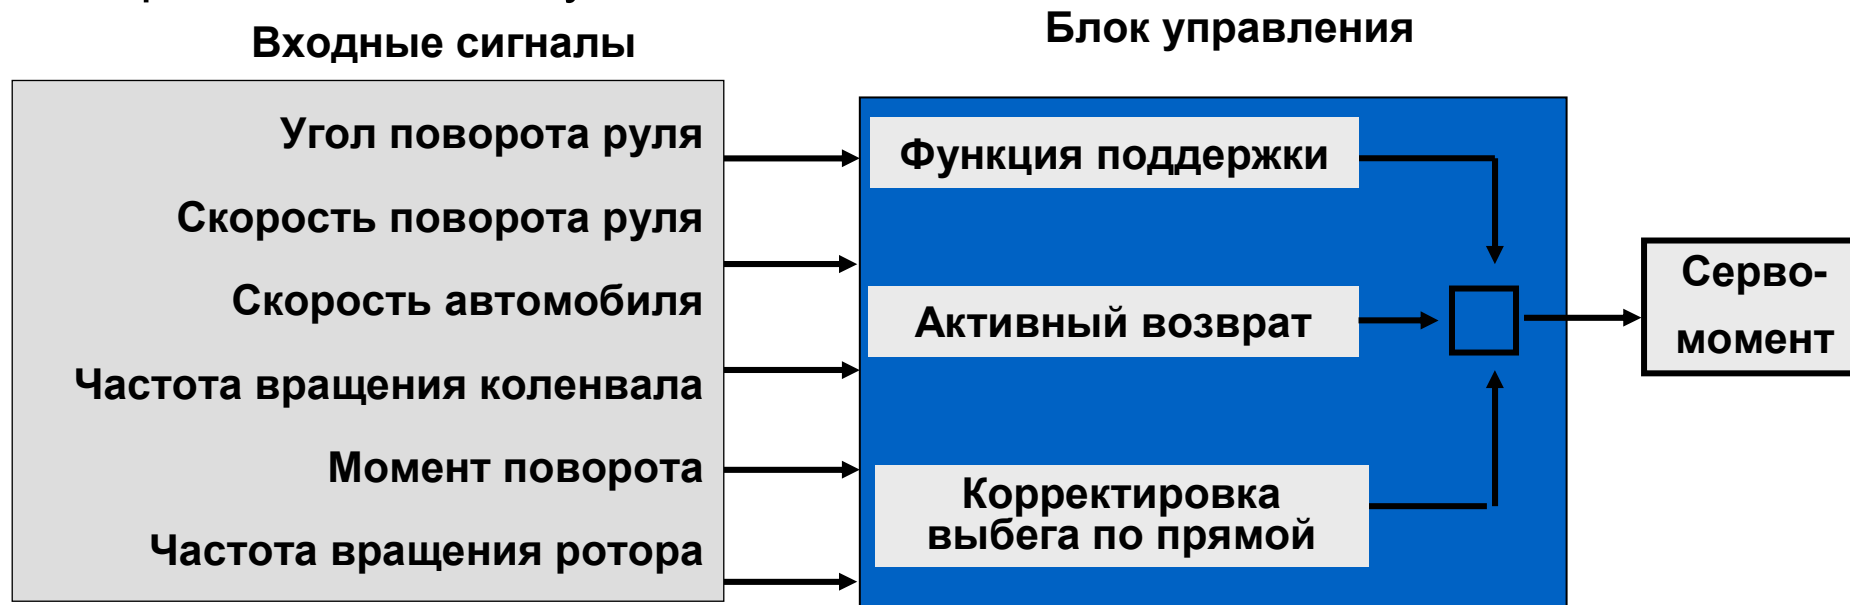 Входные сигналы
Блок управления
Угол поворота руля
Скорость поворота руля
Скорость автомобиля
Частота вращения коленвала
Момент поворота
Частота вращения ротора
Функция поддержки
Активный возврат
Корректировка
выбега по прямой
Серво-
момент